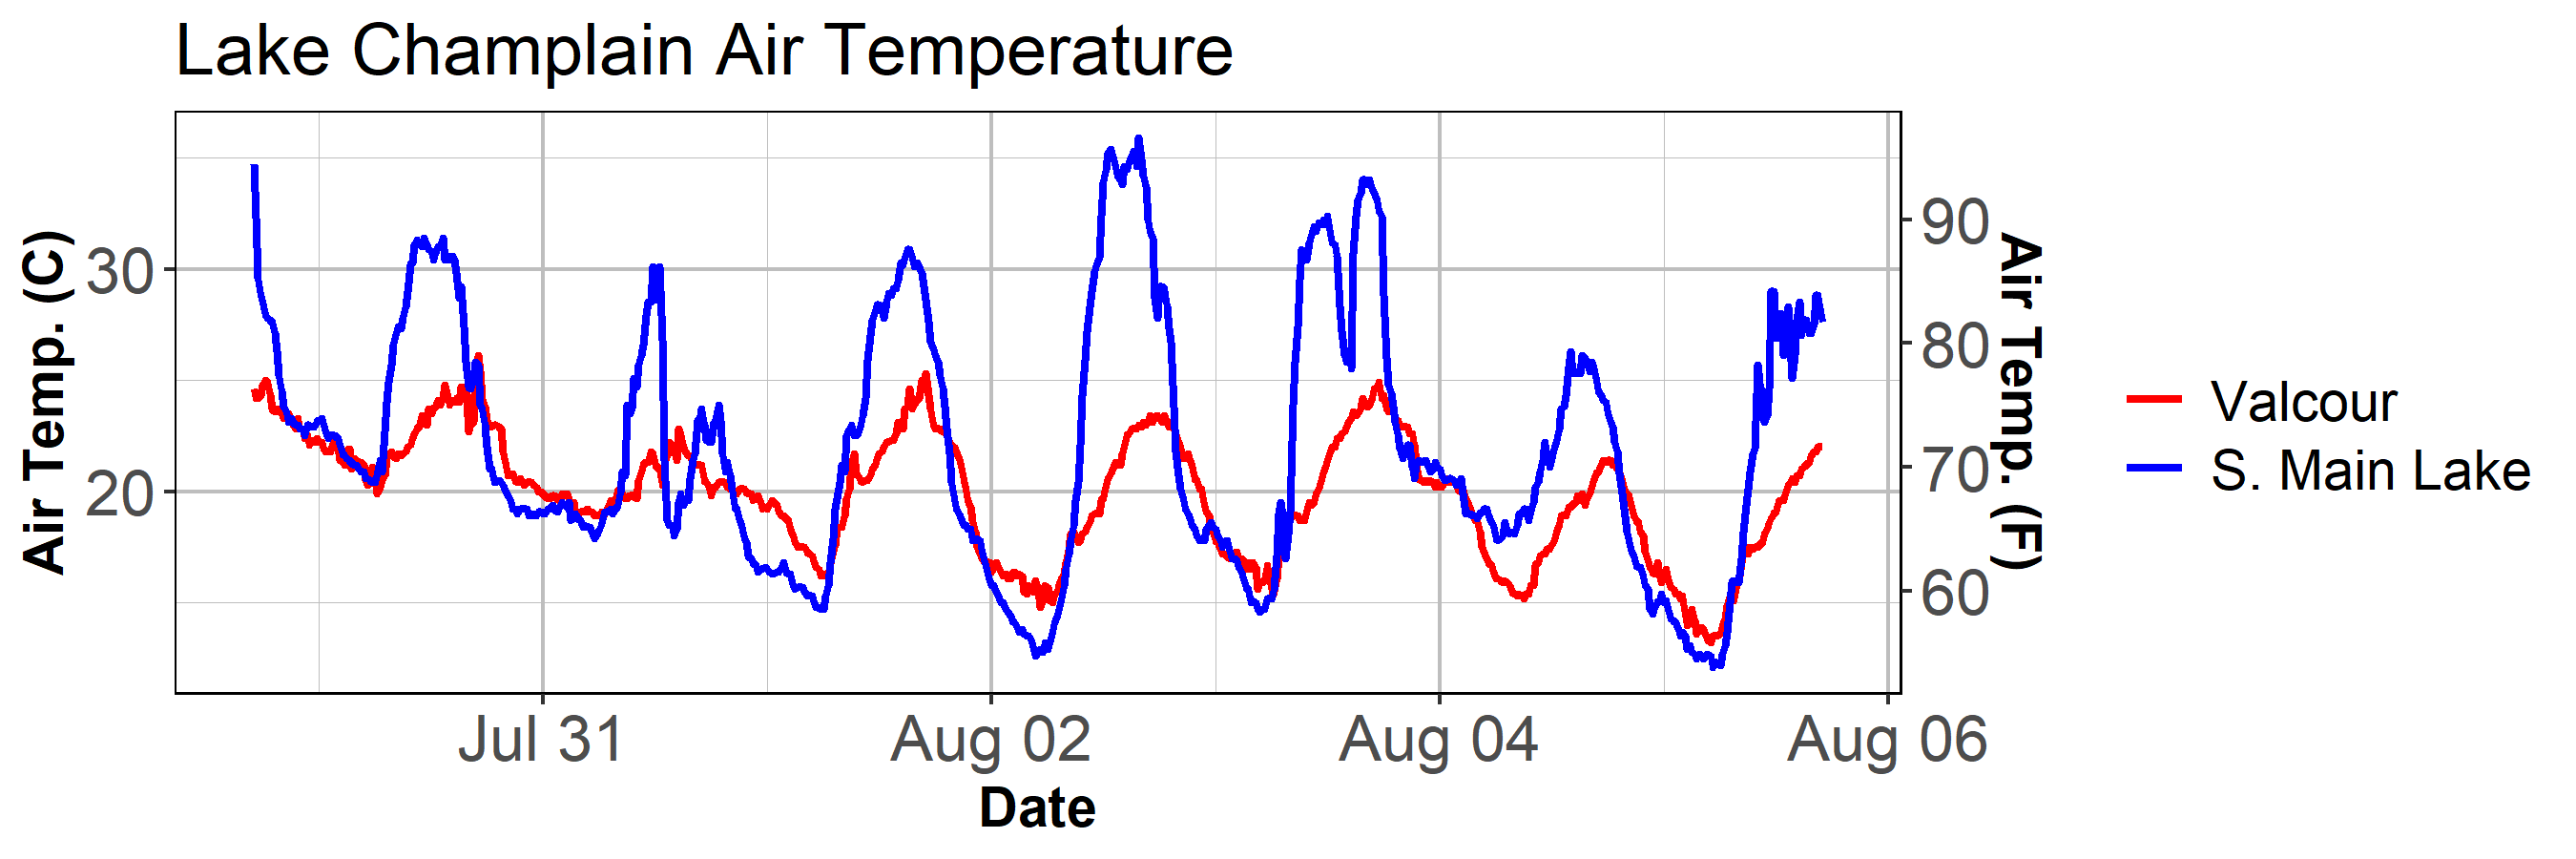 Lake Champlain Air Temperature
Air Temp. (C)
30
20
90
80
70
60
Air Temp. (F)
Jul 31
Aug 02
Aug 04
Aug 06
Date
Valcour
S. Main Lake